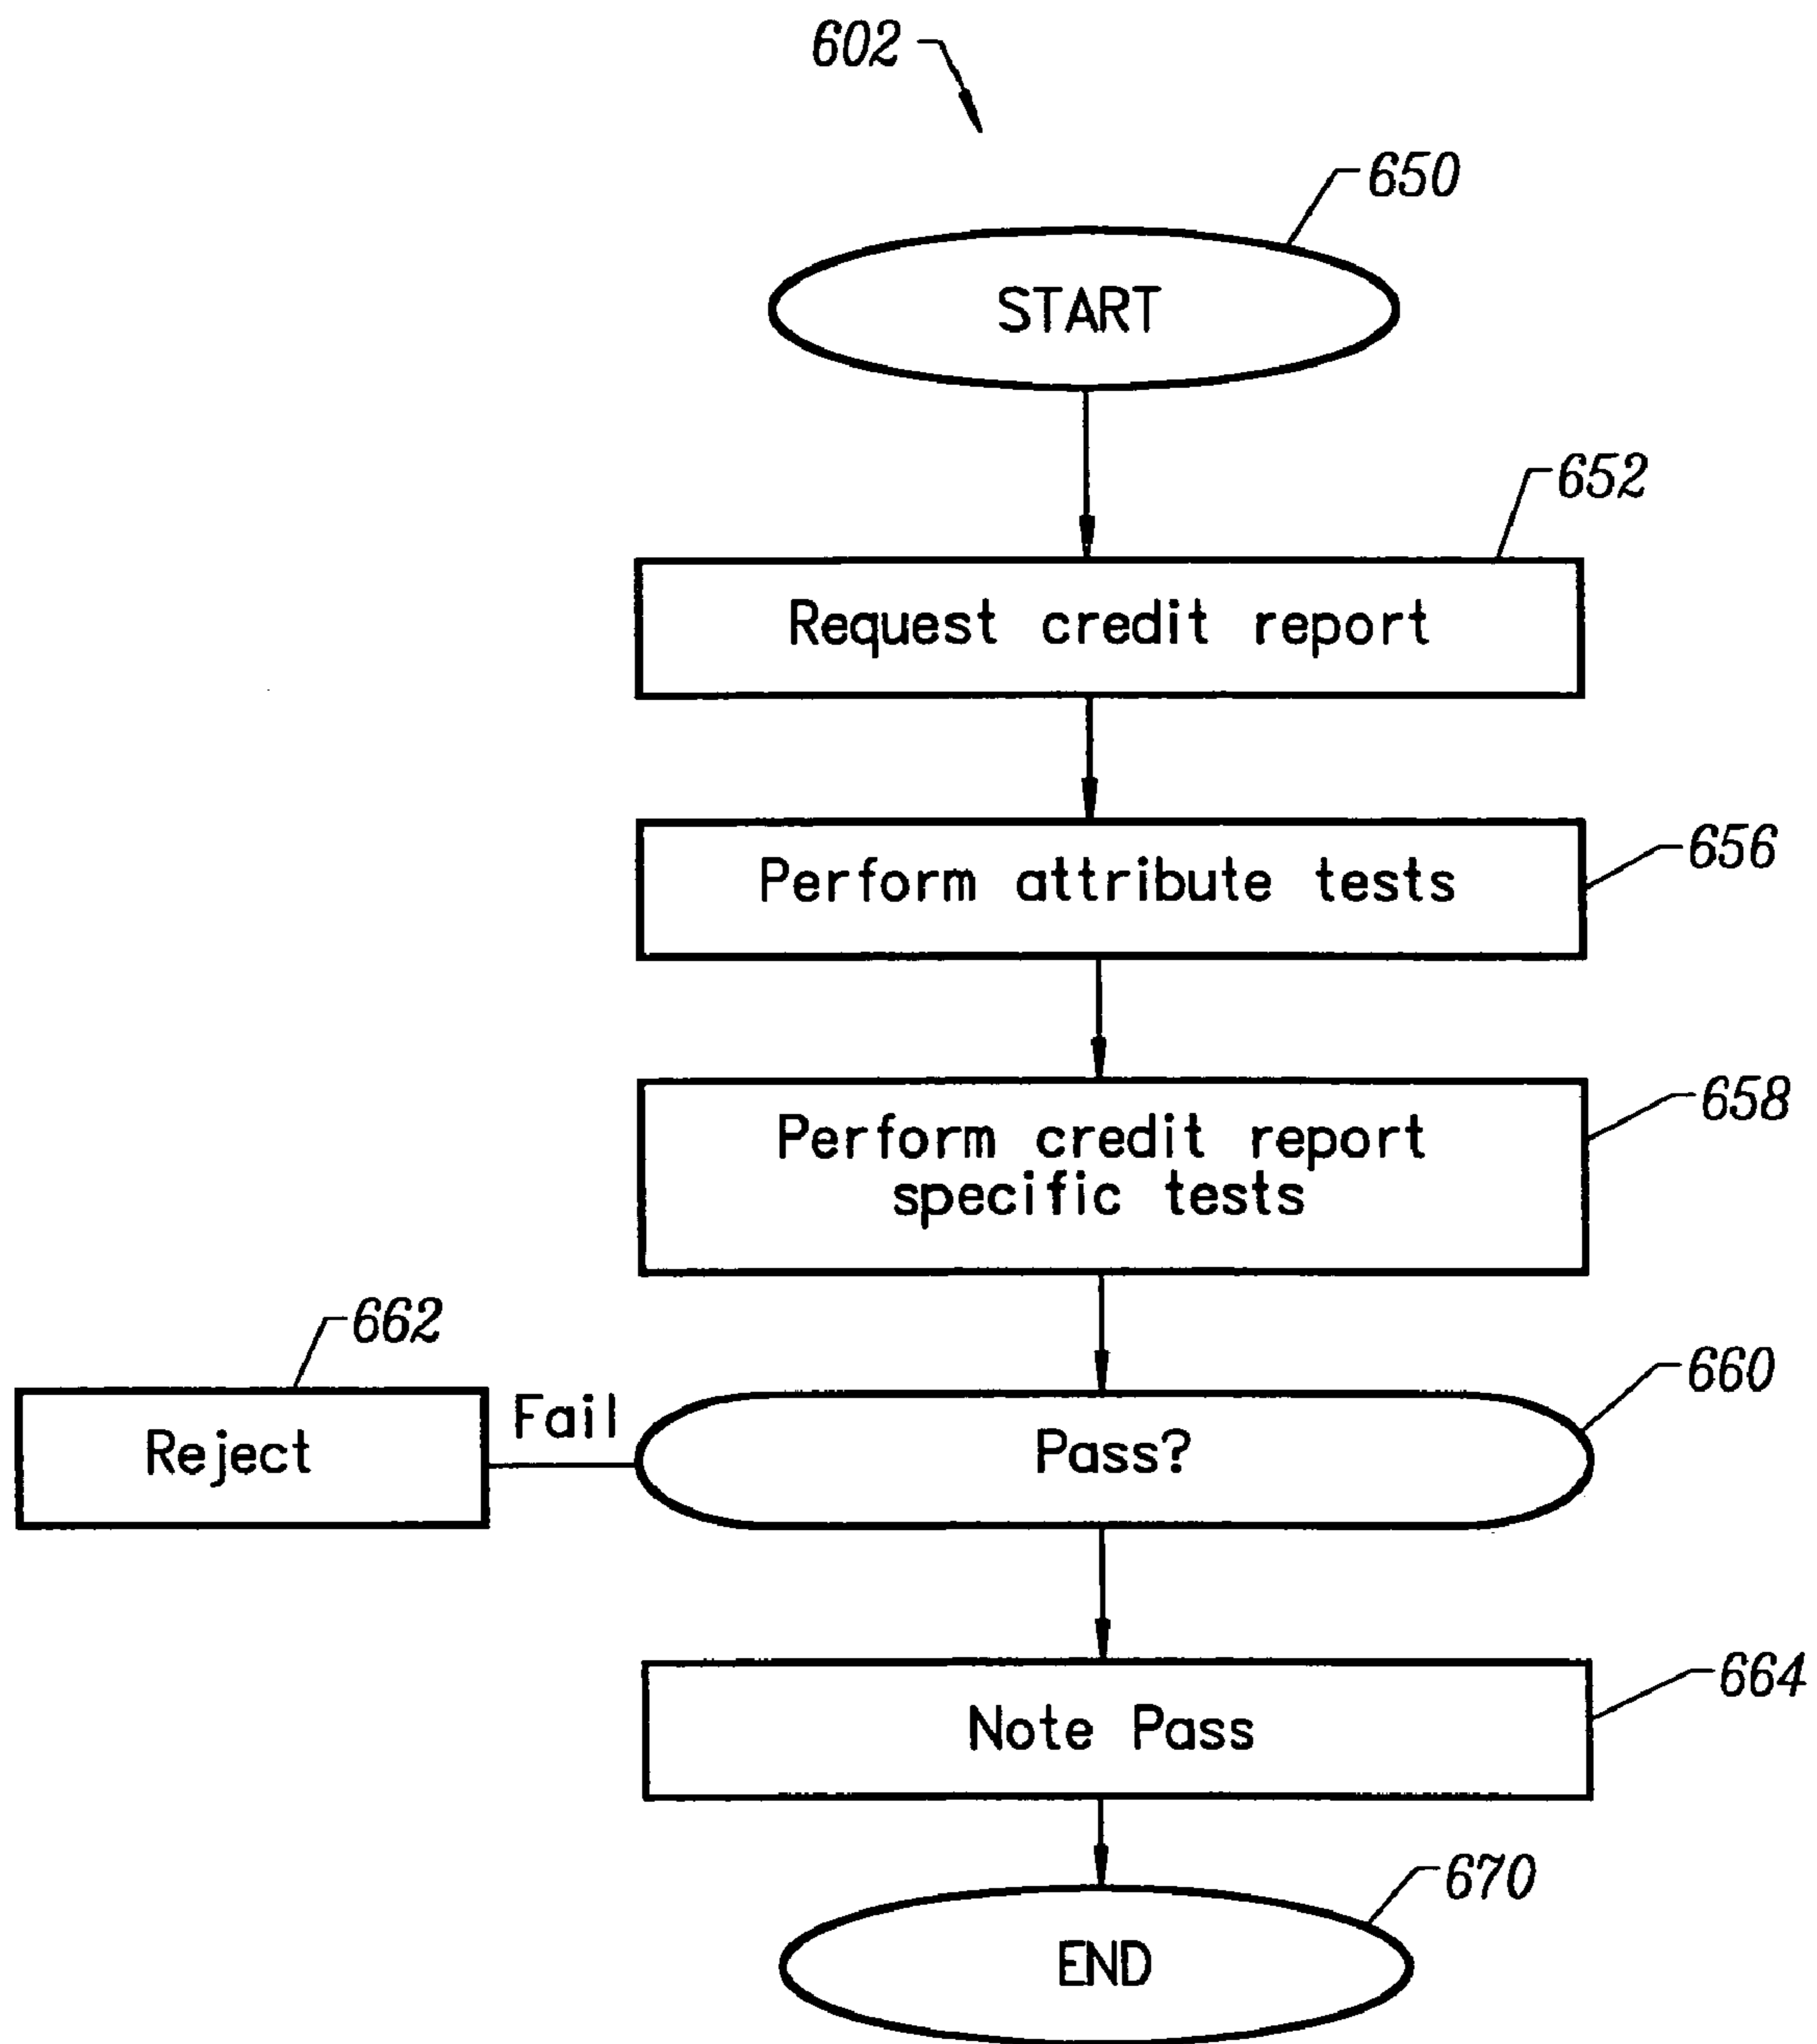 602
650
START
652
Request credit report
656
Perform attribute tests
658
Perform credit report
specific tests
662
660
Reject
Fail
Pass?
664
Note Pass
670
END